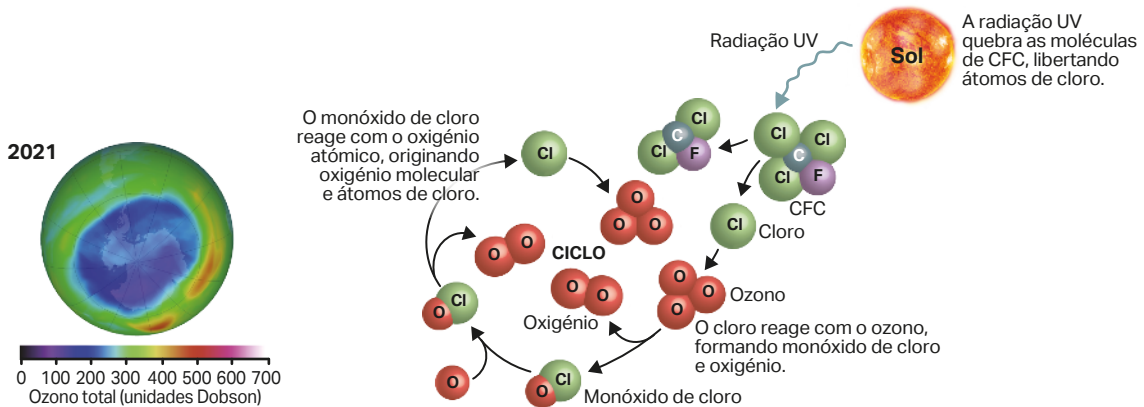 2021
0 100 200 300 400 500 600 700
Ozono total (unidades Dobson)
Radiação UV
Sol
A radiação UV
quebra as moléculas
de CFC, libertando
átomos de cloro.
O monóxido de cloro
reage com o oxigénio
atómico, originando
oxigénio molecular
e átomos de cloro.
Cl
Cl
C
Cl
F
Cl
Cl
C
Cl
F
CFC
O
O
O
Cl
Cloro
O
O
CICLO
O
O
Oxigénio
O
O
O
Ozono
O cloro reage com o ozono,
formando monóxido de cloro
e oxigénio.
Cl
O
O
Cl
O
Monóxido de cloro